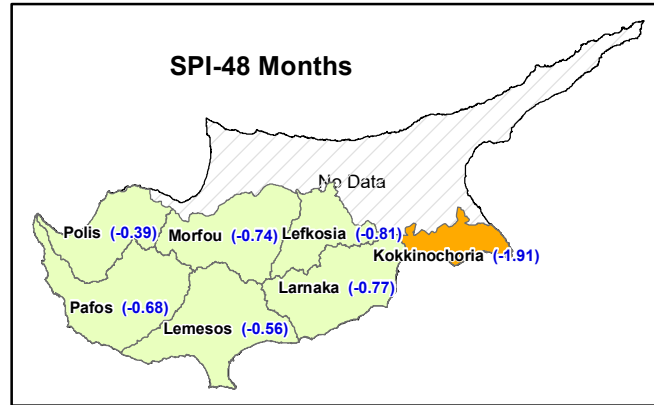 SPI-48 Months
No Data
Polis (-0.39)
Morfou (-0.74)
Lefkosia (-0.81)
Kokkinochoria (-1.91)
Larnaka (-0.77)
Pafos (-0.68)
Lemesos (-0.56)